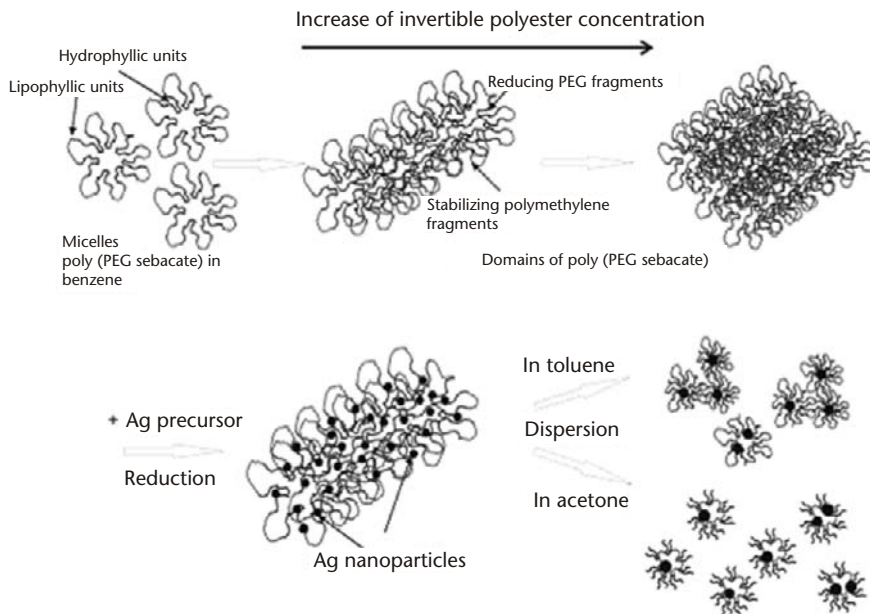 Increase of invertible polyester concentration
Hydrophyllic units
Lipophyllic units
Reducing PEG fragments
Stabilizing polymethylene
fragments
Micelles
poly (PEG sebacate) in
benzene
Domains of poly (PEG sebacate)
+ Ag precursor
Reduction
Ag nanoparticles
In toluene
Dispersion
In acetone